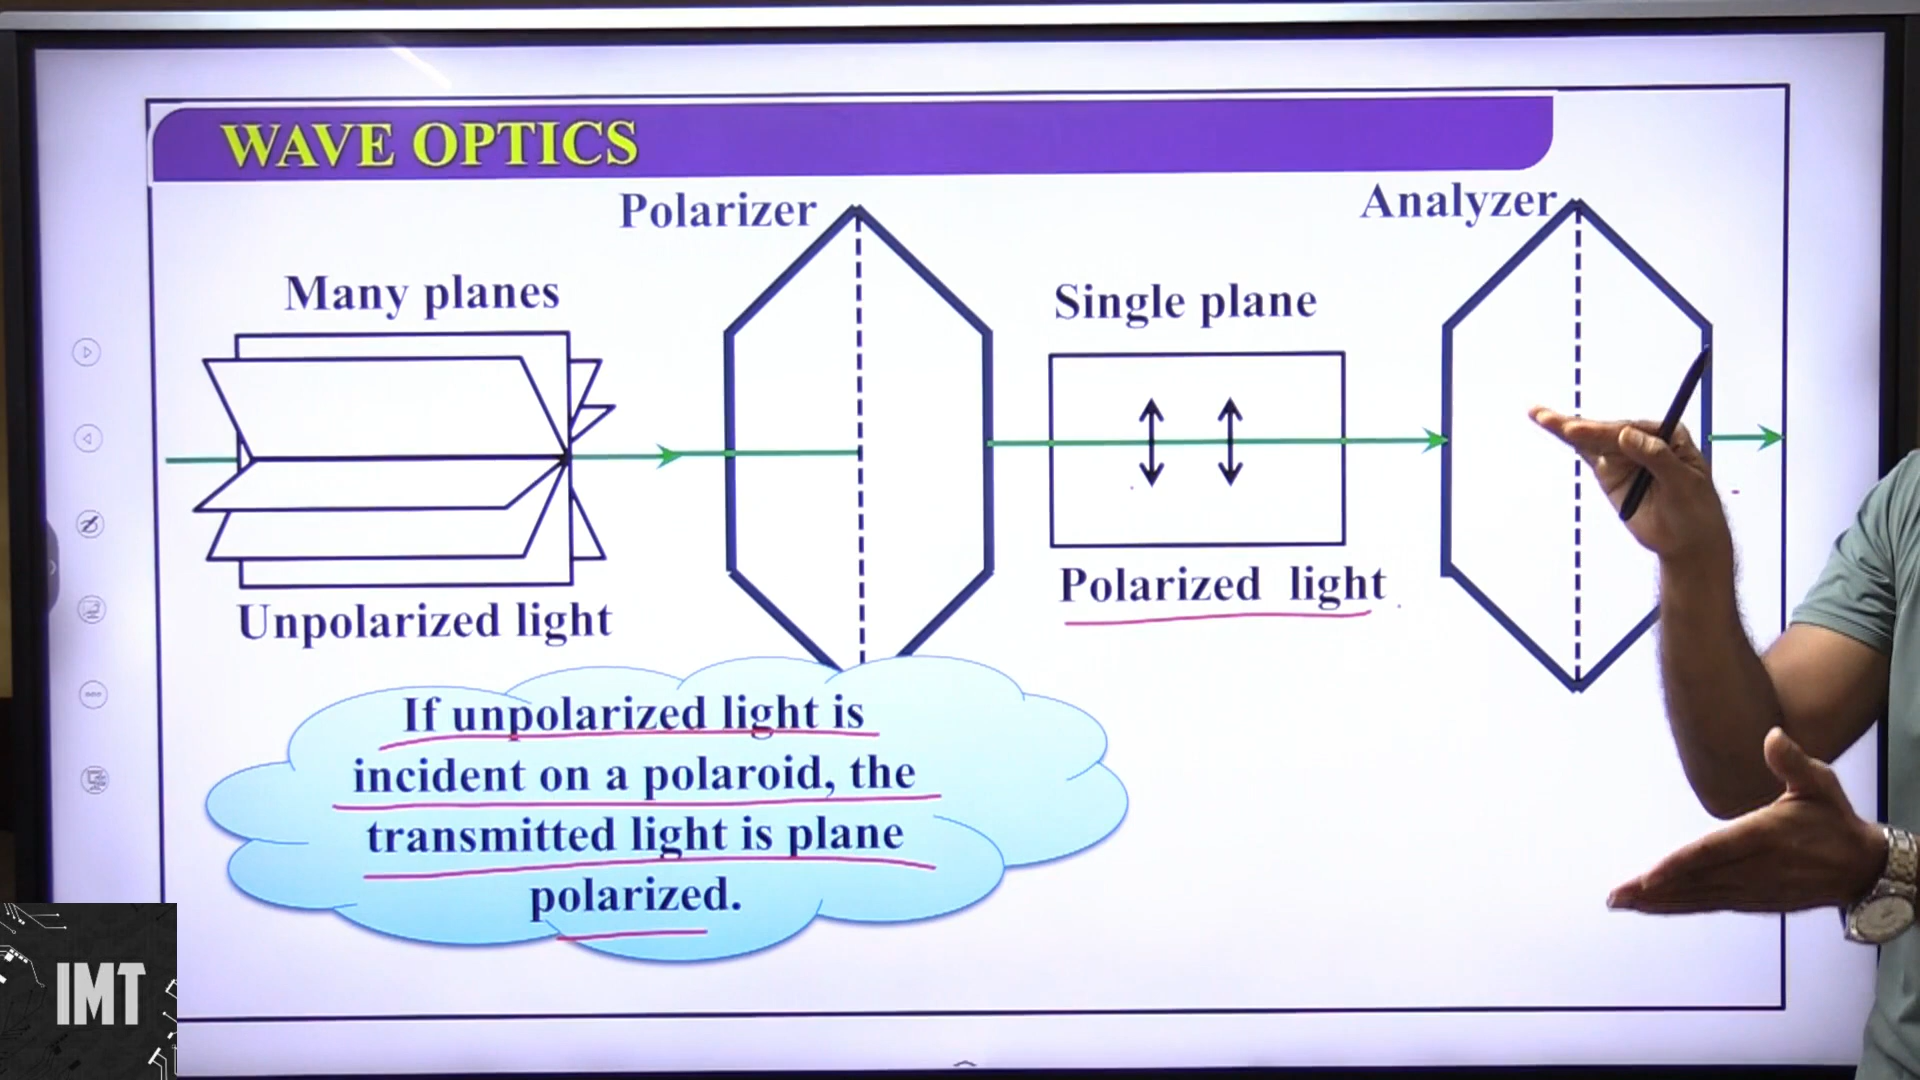 WAVE OPTICS
Polarizer
Analyzer
Many planes
Single plane
Unpolarized light
Polarized light
If unpolarized light is
incident on a polaroid, the
transmitted light is plane
polarized.
IMT